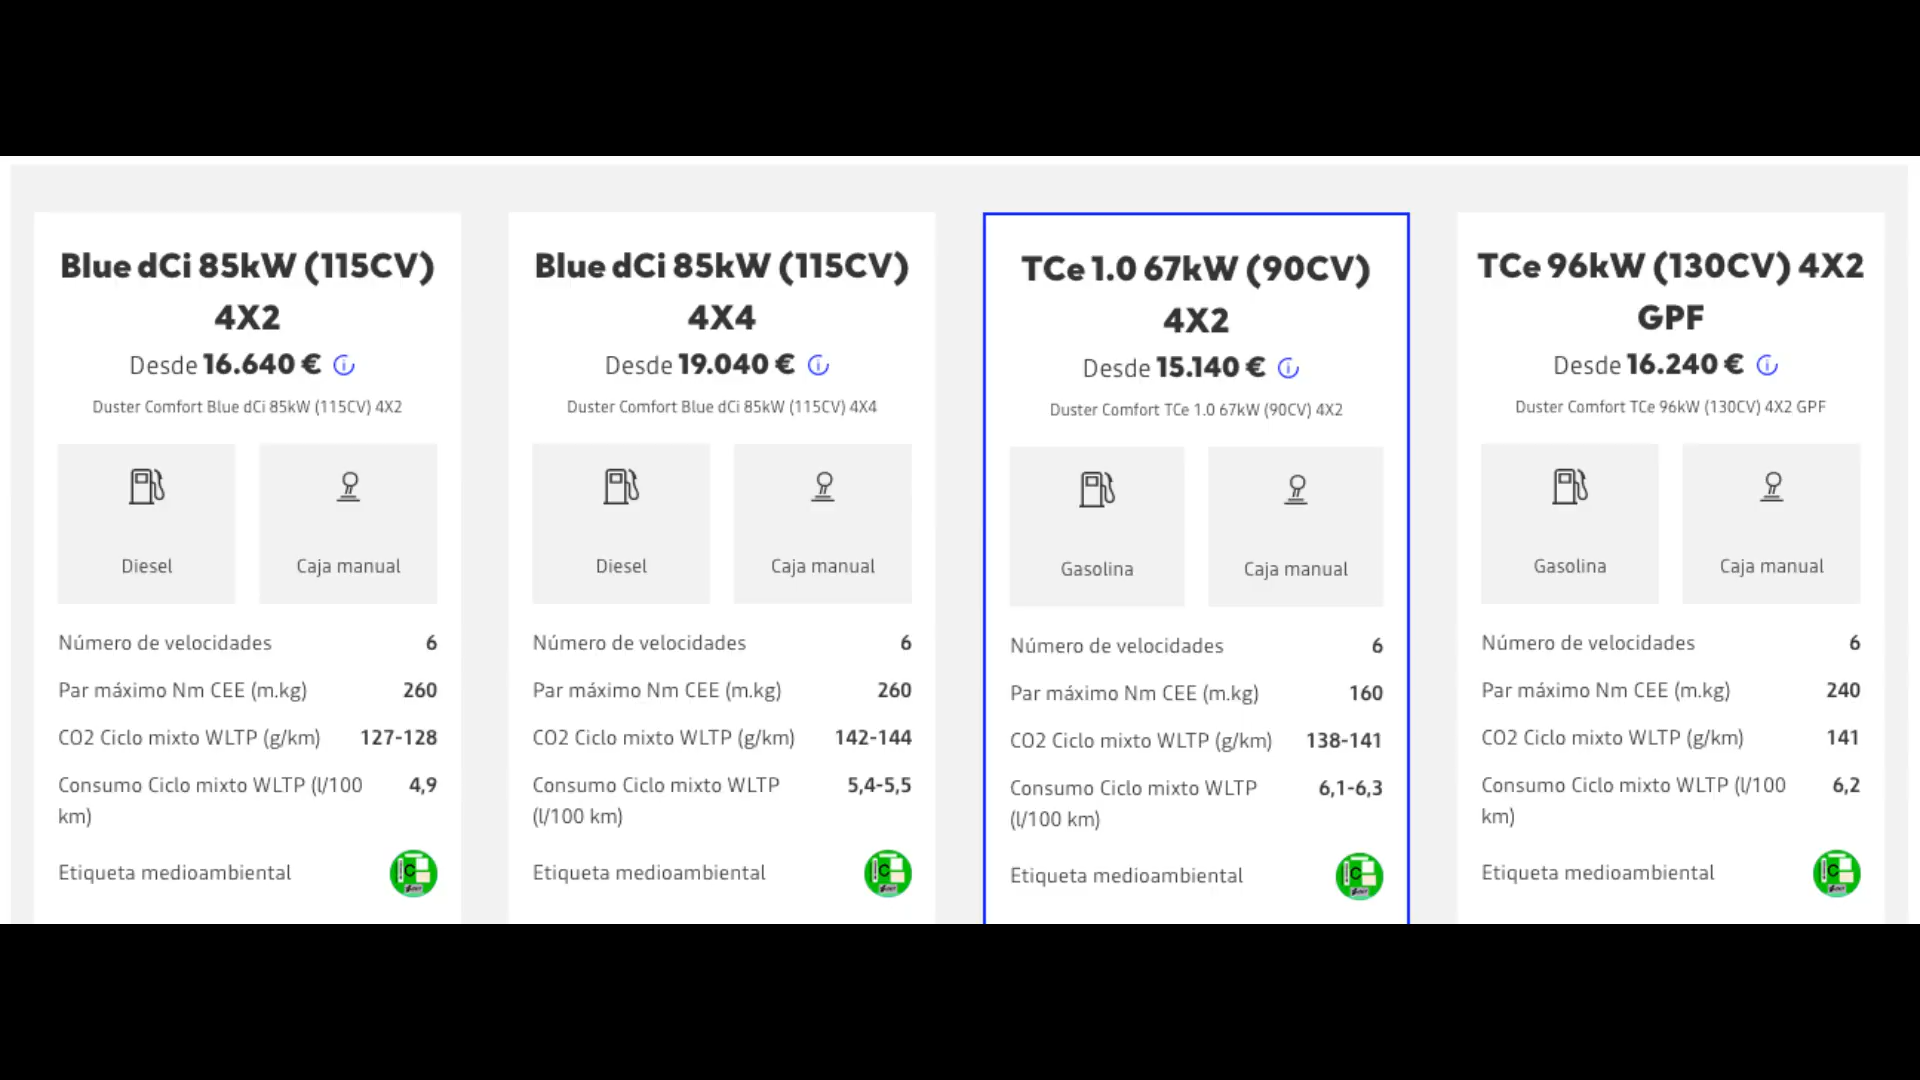 Blue dCi 85kW (115CV)
4X2
Desde 16.640 €
Duster Comfort Blue dCi 85kW (115CV) 4X2
Diesel
Caja manual
Número de velocidades 6
Par máximo Nm CEE (m.kg) 260
CO2 Ciclo mixto WLTP (g/km) 127-128
Consumo Ciclo mixto WLTP (l/100 4,9
km)
Etiqueta medioambiental
C
Blue dCi 85kW (115CV)
4X4
Desde 19.040 €
Duster Comfort Blue dCi 85kW (115CV) 4X4
Diesel
Caja manual
Número de velocidades 6
Par máximo Nm CEE (m.kg) 260
CO2 Ciclo mixto WLTP (g/km) 142-144
Consumo Ciclo mixto WLTP 5,4-5,5
(l/100 km)
Etiqueta medioambiental
C
TCe 1.0 67kW (90CV)
4X2
Desde 15.140 €
Duster Comfort TCe 1.0 67kW (90CV) 4X2
Gasolina
Caja manual
Número de velocidades 6
Par máximo Nm CEE (m.kg) 160
CO2 Ciclo mixto WLTP (g/km) 138-141
Consumo Ciclo mixto WLTP 6,1-6,3
(l/100 km)
Etiqueta medioambiental
C
TCe 96kW (130CV) 4X2
GPF
Desde 16.240 €
Duster Comfort TCe 96kW (130CV) 4X2 GPF
Gasolina
Caja manual
Número de velocidades 6
Par máximo Nm CEE (m.kg) 240
CO2 Ciclo mixto WLTP (g/km) 141
Consumo Ciclo mixto WLTP (l/100 6,2
km)
Etiqueta medioambiental
C